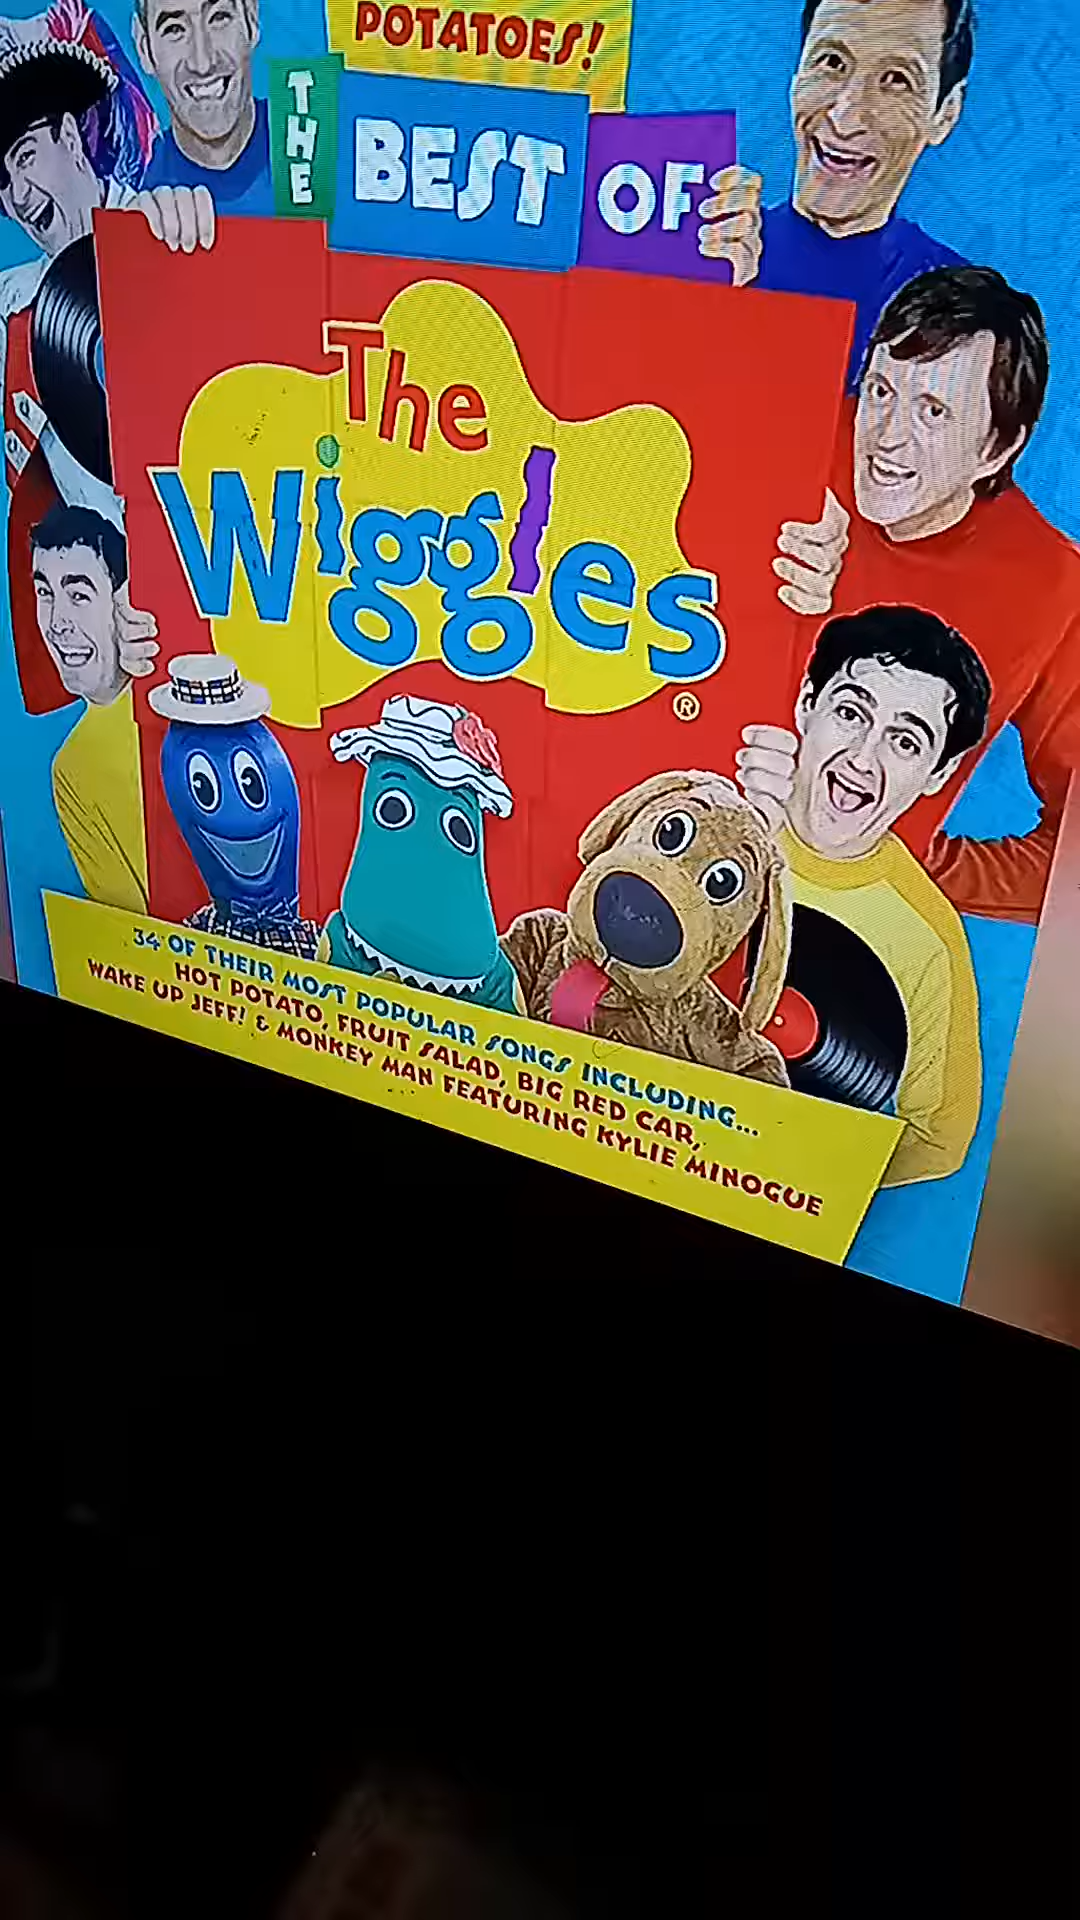 POTATOES!
THE BEST OF
The
Wiggles
®
34 OF THEIR MOST POPULAR SONGS INCLUDING...
HOT POTATO, FRUIT SALAD, BIG RED CAR,
WAKE UP JEFF! & MONKEY MAN FEATURING KYLIE MINOGUE